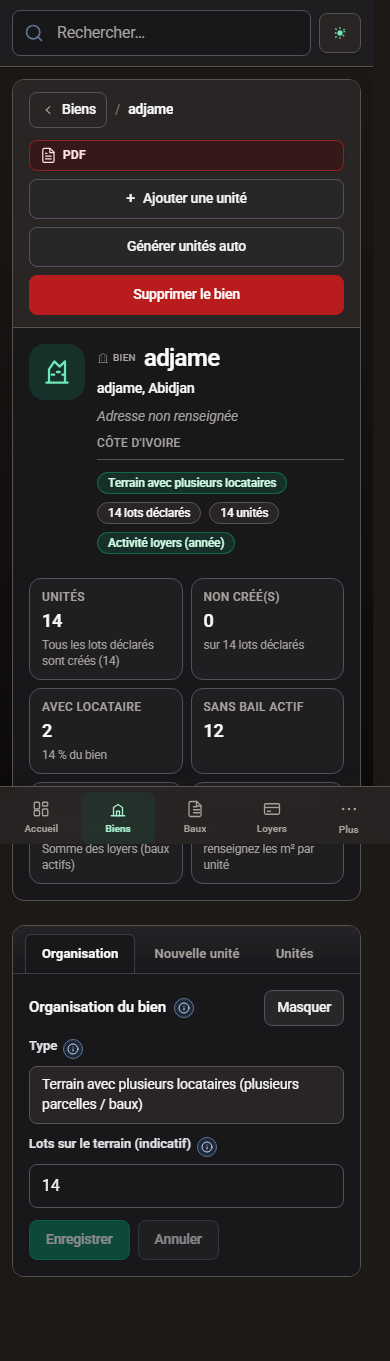 Rechercher...
Biens / adjame
PDF
+ Ajouter une unité
Générer unités auto
Supprimer le bien
BIEN adjame
adjame, Abidjan
Adresse non renseignée
CÔTE D'IVOIRE
Terrain avec plusieurs locataires
14 lots déclarés 14 unités
Activité loyers (année)
UNITÉS
14
Tous les lots déclarés
sont créés (14)
NON CRÉÉ(S)
0
sur 14 lots déclarés
AVEC LOCATAIRE
2
14 % du bien
SANS BAIL ACTIF
12
Accueil Biens Baux Loyers Plus
Somme des loyers (baux
actifs)
renseignez les m² par
unité
Organisation Nouvelle unité Unités
Organisation du bien Masquer
Type
Terrain avec plusieurs locataires (plusieurs
parcelles / baux)
Lots sur le terrain (indicatif)
14
Enregistrer Annuler